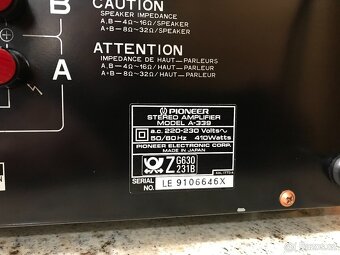 B
CAUTION
SPEAKER IMPEDANCE
A,B–4Ω~16Ω/SPEAKER
A+B–8Ω~32Ω/SPEAKER
ATTENTION
IMPEDANCE DE HAUT–PARLEURS
A,B–4Ω~16Ω/HAUT–PARLEUR
A+B–8Ω~32Ω/HAUT–PARLEUR
A
PIONEER
STEREO AMPLIFIER
MODEL A-339
a.c. 220-230 Volts~
50/60Hz 410Watts
PIONEER ELECTRONIC CORP.
MADE IN JAPAN
Z G630
231B
SERIAL
NO. LE 9106646X